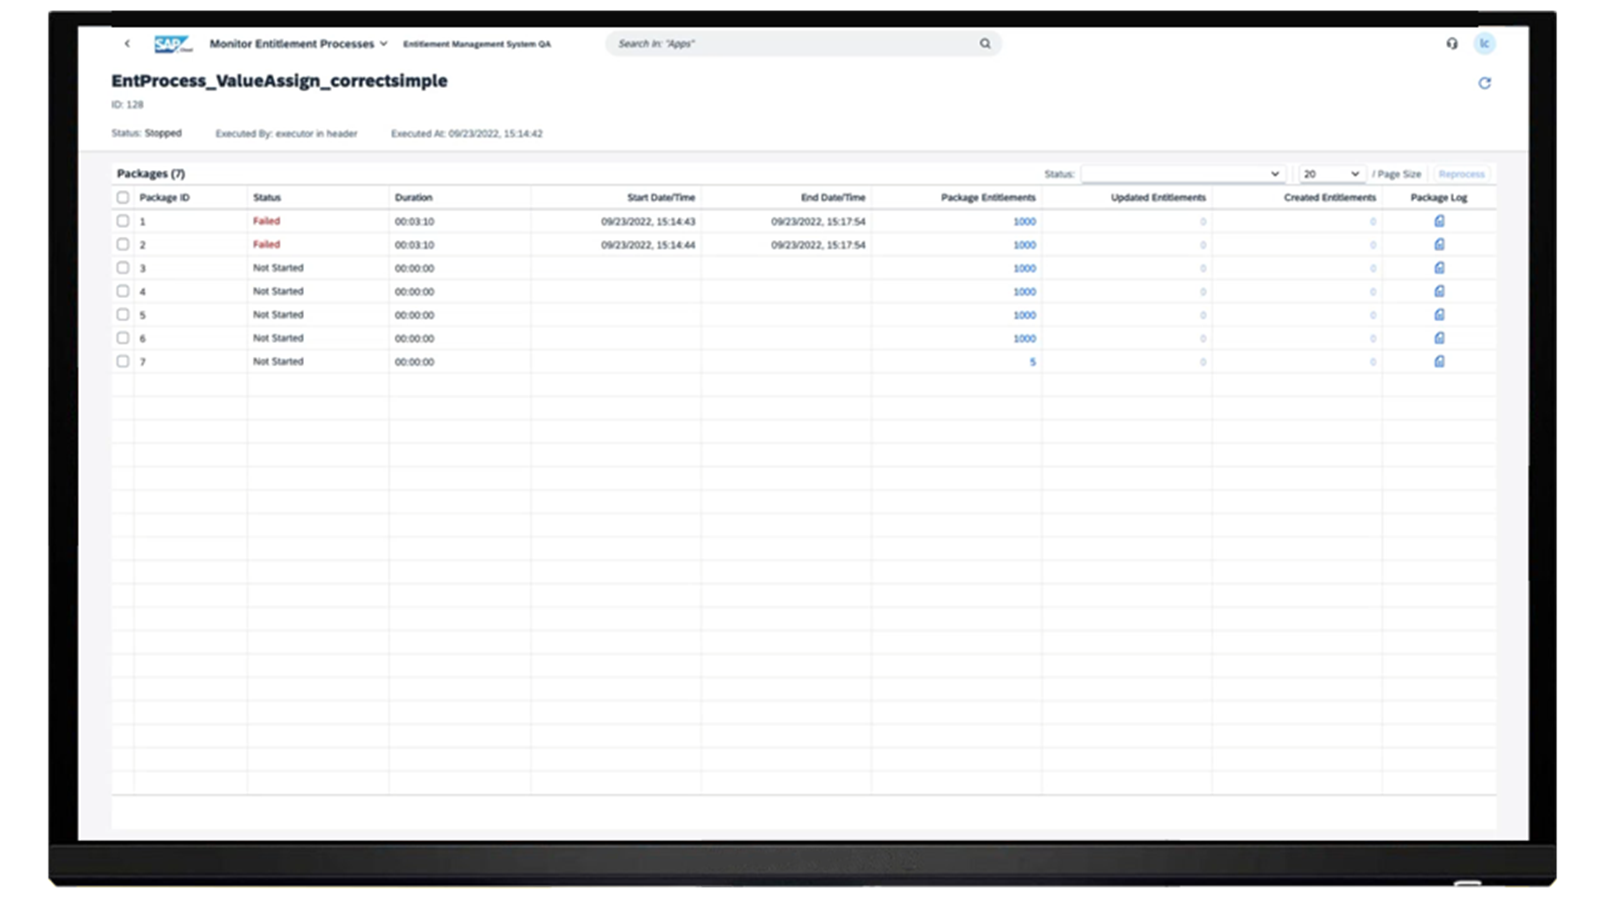 SAP Monitor Entitlement Processes Entitlement Management System QA Search In: "Apps" lc
EntProcess_ValueAssign_correctsimple
ID: 128
Status: Stopped Executed By: executor in header Executed At: 09/23/2022, 15:14:42
Packages (7) Status: 20 / Page Size Reprocess
Package ID Status Duration Start Date/Time End Date/Time Package Entitlements Updated Entitlements Created Entitlements Package Log
1 Failed 00:03:10 09/23/2022, 15:14:43 09/23/2022, 15:17:54 1000 0 0
2 Failed 00:03:10 09/23/2022, 15:14:44 09/23/2022, 15:17:54 1000 0 0
3 Not Started 00:00:00 1000 0 0
4 Not Started 00:00:00 1000 0 0
5 Not Started 00:00:00 1000 0 0
6 Not Started 00:00:00 1000 0 0
7 Not Started 00:00:00 5 0 0